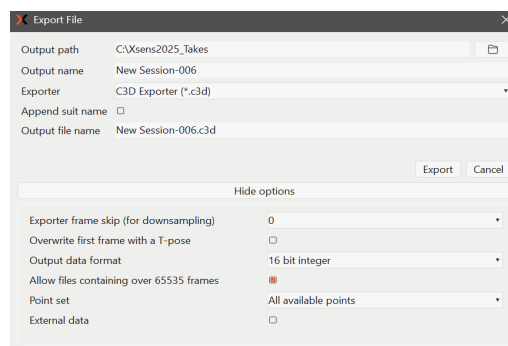 Export File
Output path C:\Xsens2025_Takes
Output name New Session-006
Exporter C3D Exporter (*.c3d)
Append suit name
Output file name New Session-006.c3d
Export Cancel
Hide options
Exporter frame skip (for downsampling) 0
Overwrite first frame with a T-pose
Output data format 16 bit integer
Allow files containing over 65535 frames
Point set All available points
External data